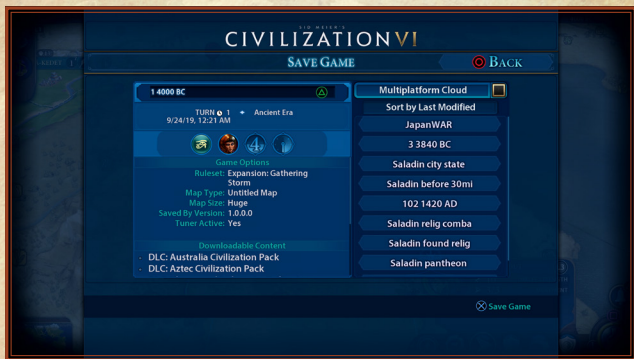 SID MEIER'S
CIVILIZATION VI
SAVE GAME
BACK
1 4000 BC
TURN 1 Ancient Era
9/24/19, 12:21 AM
Game Options
Ruleset: Expansion: Gathering
Storm
Map Type: Untitled Map
Map Size: Huge
Saved By Version: 1.0.0.0
Tuner Active: Yes
Downloadable Content
- DLC: Australia Civilization Pack
- DLC: Aztec Civilization Pack
Multiplatform Cloud
Sort by Last Modified
JapanWAR
3 3840 BC
Saladin city state
Saladin before 30mi
102 1420 AD
Saladin relig comba
Saladin found relig
Saladin pantheon
Save Game